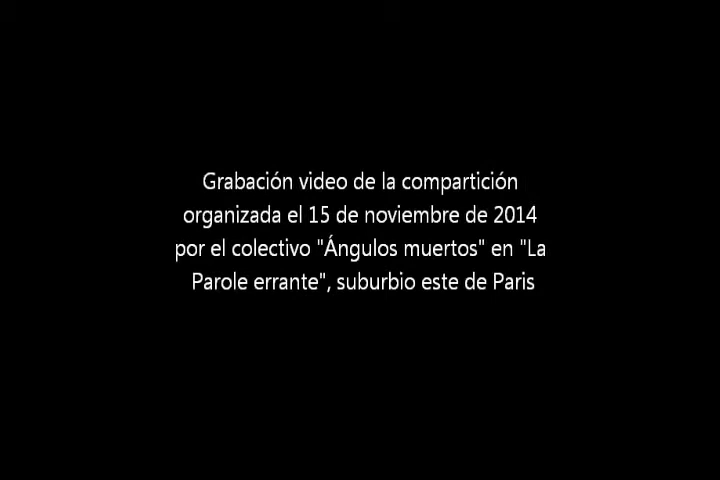 Grabación video de la compartición
organizada el 15 de noviembre de 2014
por el colectivo "Ángulos muertos" en "La
Parole errante", suburbio este de Paris